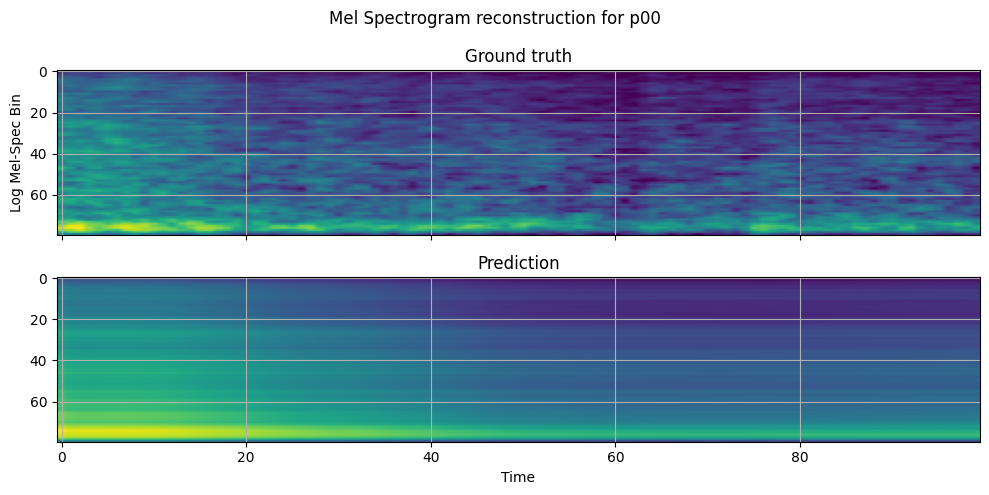 Mel Spectrogram reconstruction for p00
Ground truth
0
20
40
60
Log Mel-Spec Bin
Prediction
0
20
40
60
0 20 40 60 80
Time